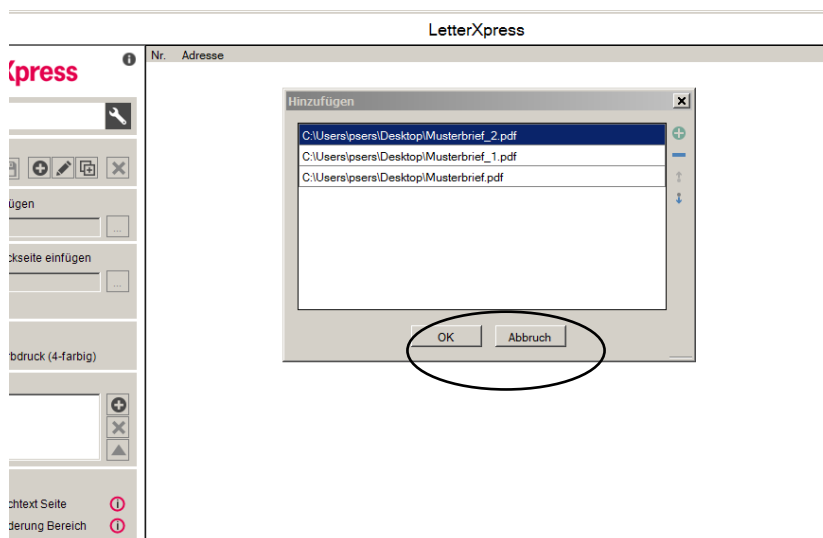 LetterXpress
Xpress
Nr. Adresse
Hinzufügen
C:\Users\psers\Desktop\Musterbrief_2.pdf
C:\Users\psers\Desktop\Musterbrief_1.pdf
C:\Users\psers\Desktop\Musterbrief.pdf
ügen
...
ckseite einfügen
...
OK Abbruch
bdruck (4-farbig)
chtext Seite
derung Bereich